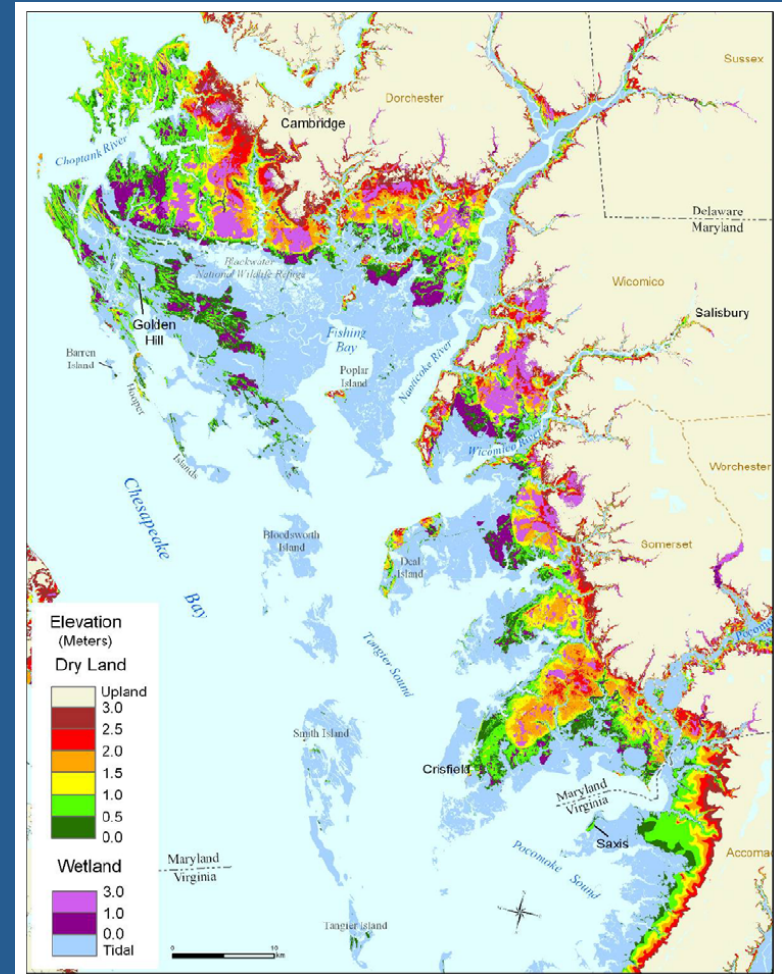 Sussex
Dorchester
Cambridge
Choptank River
Delaware
Maryland
Blackwater
National Wildlife Refuge
Wicomico
Salisbury
Golden
Hill
Fishing
Bay
Barren
Island
Poplar
Island
Nanticoke River
Hooper
Islands
Wicomico River
Worchester
Chesapeake
Bay
Bloodsworth
Island
Deal
Island
Somerset
Elevation
(Meters)
Dry Land
Upland
3.0
2.5
2.0
1.5
1.0
0.5
0.0
Wetland
3.0
1.0
0.0
Tidal
Tangier Sound
Smith Island
Crisfield
Maryland
Virginia
Saxis
Pocomoke Sound
Maryland
Virginia
Tangier Island
0
10
km